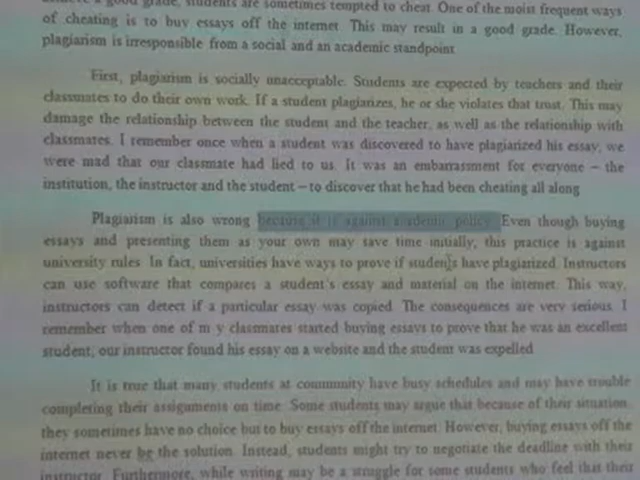 a good grade, students are sometimes tempted to cheat. One of the moist frequent ways
of cheating is to buy essays off the internet. This may result in a good grade. However,
plagiarism is irresponsible from a social and an academic standpoint
First, plagiarism is socially unacceptable. Students are expected by teachers and their
classmates to do their own work. If a student plagiarizes, he or she violates that trust. This may
damage the relationship between the student and the teacher, as well as the relationship with
classmates. I remember once when a student was discovered to have plagiarized his essay, we
were mad that our classmate had lied to us. It was an embarrassment for everyone – the
institution, the instructor and the student – to discover that he had been cheating all along
Plagiarism is also wrong because it is against academic policy. Even though buying
essays and presenting them as your own may save time initially, this practice is against
university rules. In fact, universities have ways to prove if students have plagiarized. Instructors
can use software that compares a student's essay and material on the internet. This way,
instructors can detect if a particular essay was copied. The consequences are very serious. I
remember when one of m y classmates started buying essays to prove that he was an excellent
student; our instructor found his essay on a website and the student was expelled
It is true that many students at community have busy schedules and may have trouble
completing their assignments on time. Some students may argue that because of their situation,
they sometimes have no choice but to buy essays off the internet. However, buying essays off the
internet never be the solution. Instead, students might try to negotiate the deadline with their
instructor. Furthermore, while writing may be a struggle for some students who feel that their